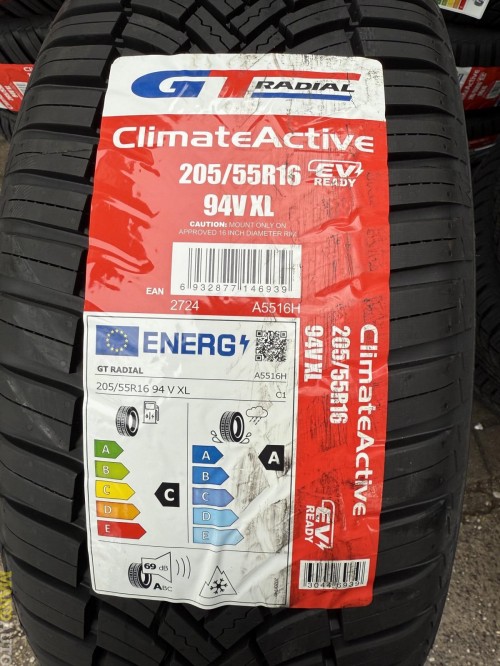 GT RADIAL
ClimateActive
205/55R16 EV READY
94V XL
CAUTION: MOUNT ONLY ON
APPROVED 16 INCH DIAMETER RIM
EAN 6 932877 146939
2724 A5516H
ENERG
GT RADIAL A5516H
205/55R16 94 V XL C1
A
B
C
D
E
C
A
B
C
D
E
A
69 dB
ABC
ClimateActive
205/55R16
94V XL
EV READY
30446939